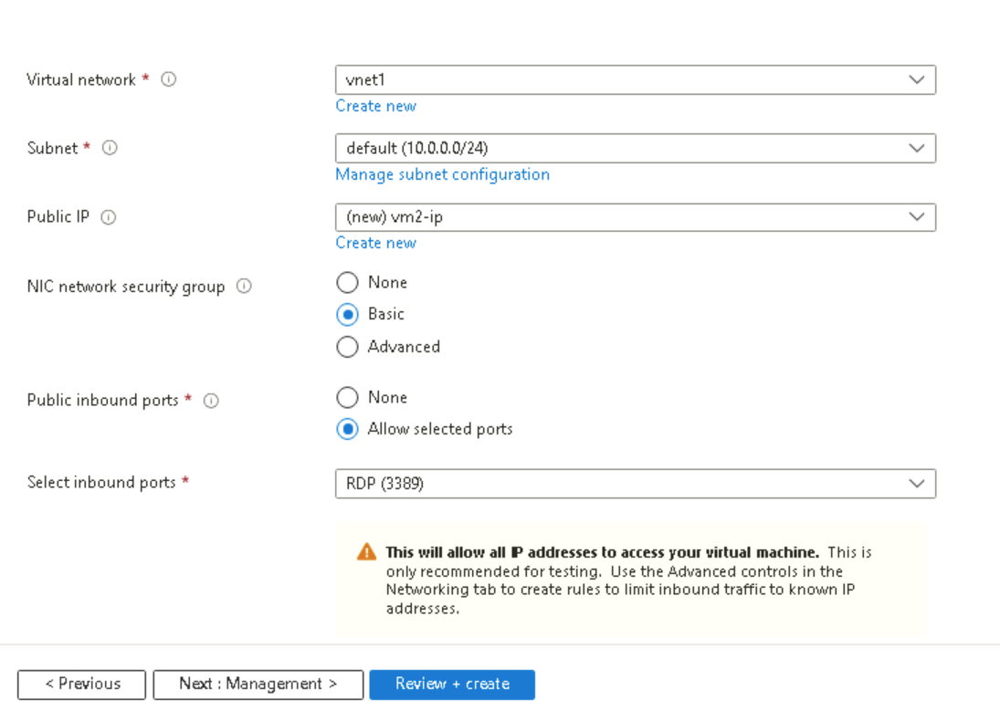 Virtual network *
vnet1
Create new
Subnet *
default (10.0.0.0/24)
Manage subnet configuration
Public IP
(new) vm2-ip
Create new
NIC network security group
None
Basic
Advanced
Public inbound ports *
None
Allow selected ports
Select inbound ports *
RDP (3389)
This will allow all IP addresses to access your virtual machine. This is
only recommended for testing. Use the Advanced controls in the
Networking tab to create rules to limit inbound traffic to known IP
addresses.
< Previous
Next : Management >
Review + create